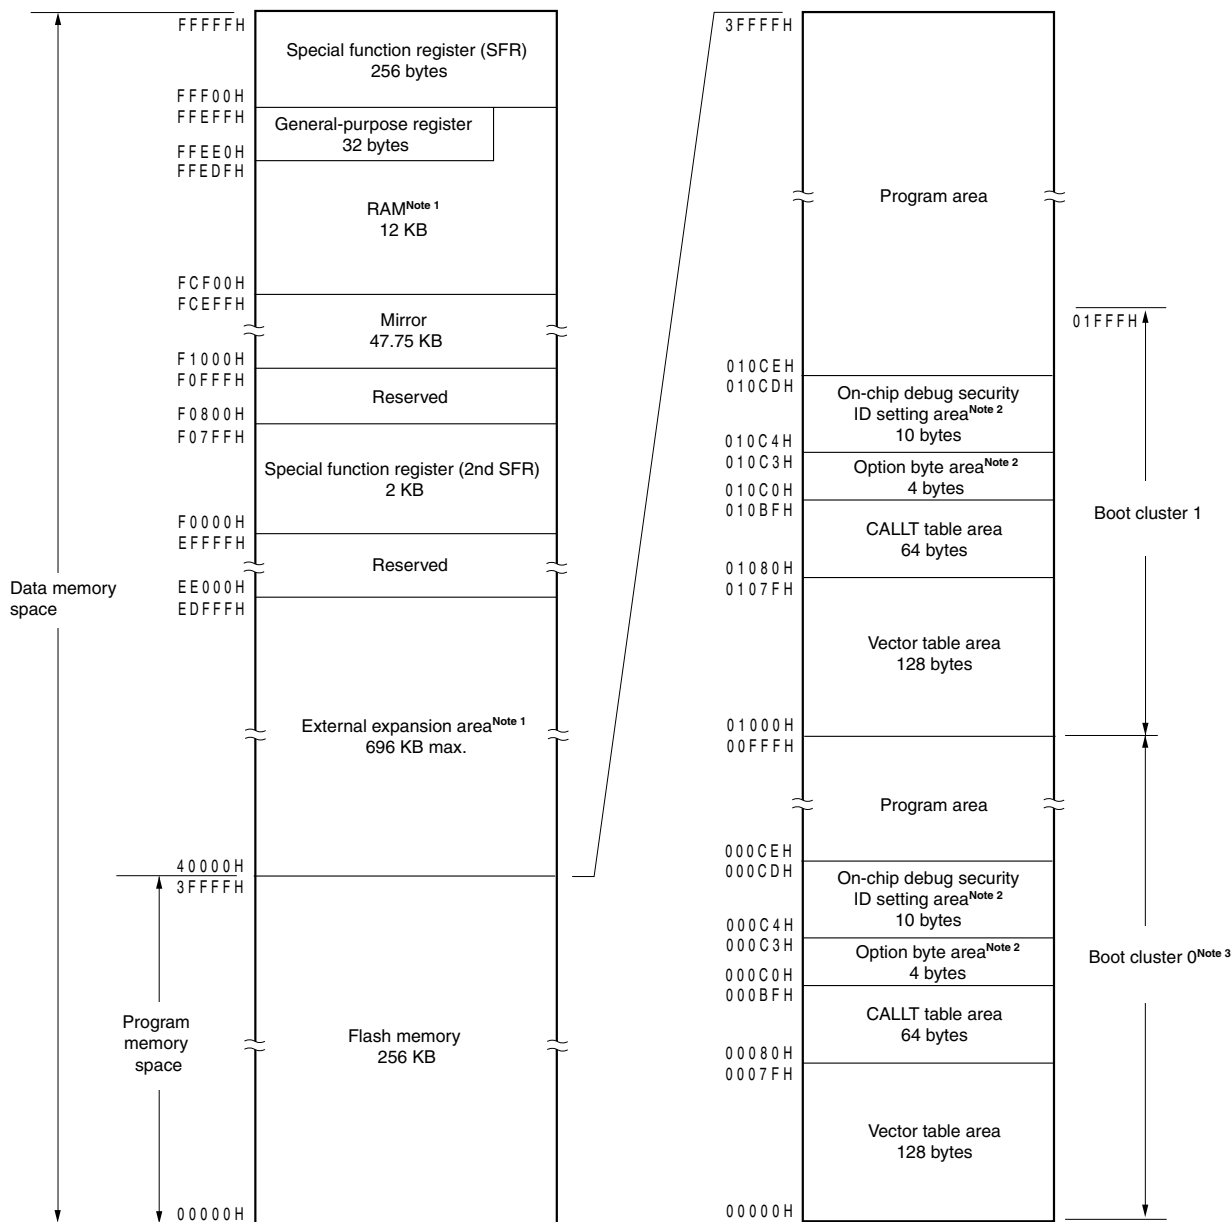 FFFFFH
Special function register (SFR)
256 bytes
FFF00H
FFEFFH
General-purpose register
32 bytes
FFEE0H
FFEDFH
RAMNote 1
12 KB
FCF00H
FCEFFH
Mirror
47.75 KB
F1000H
F0FFFH
Reserved
F0800H
F07FFH
Special function register (2nd SFR)
2 KB
F0000H
EFFFFH
Reserved
EE000H
EDFFFH
Data memory
space
External expansion areaNote 1
696 KB max.
40000H
3FFFFH
Program
memory
space
Flash memory
256 KB
00000H
3FFFFH
Program area
01FFFH
010CEH
010CDH
On-chip debug security
ID setting areaNote 2
10 bytes
010C4H
010C3H
Option byte areaNote 2
4 bytes
010C0H
010BFH
CALLT table area
64 bytes
Boot cluster 1
01080H
0107FH
Vector table area
128 bytes
01000H
00FFFH
Program area
000CEH
000CDH
On-chip debug security
ID setting areaNote 2
10 bytes
000C4H
000C3H
Option byte areaNote 2
4 bytes
Boot cluster 0Note 3
000C0H
000BFH
CALLT table area
64 bytes
00080H
0007FH
Vector table area
128 bytes
00000H